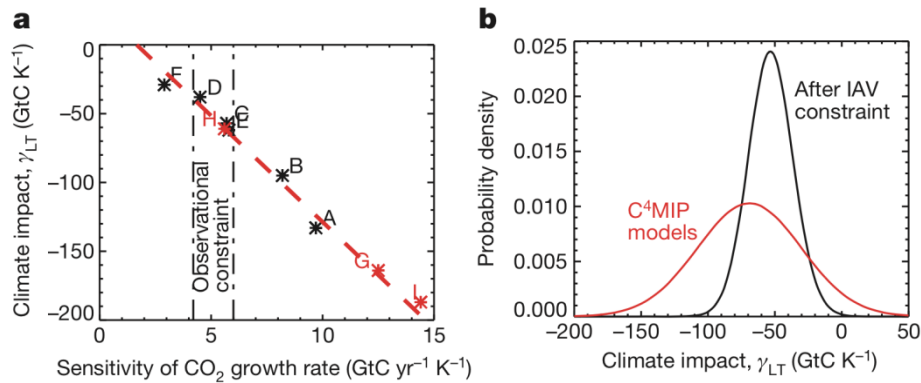 a
Climate impact, γLT (GtC K⁻¹)
0
−50
−100
−150
−200
F
D
C
E
H
B
A
G
L
Observational
constraint
0
5
10
15
Sensitivity of CO₂ growth rate (GtC yr⁻¹ K⁻¹)
b
Probability density
0.025
0.020
0.015
0.010
0.005
0.000
After IAV
constraint
C⁴MIP
models
−200
−150
−100
−50
0
50
Climate impact, γLT (GtC K⁻¹)